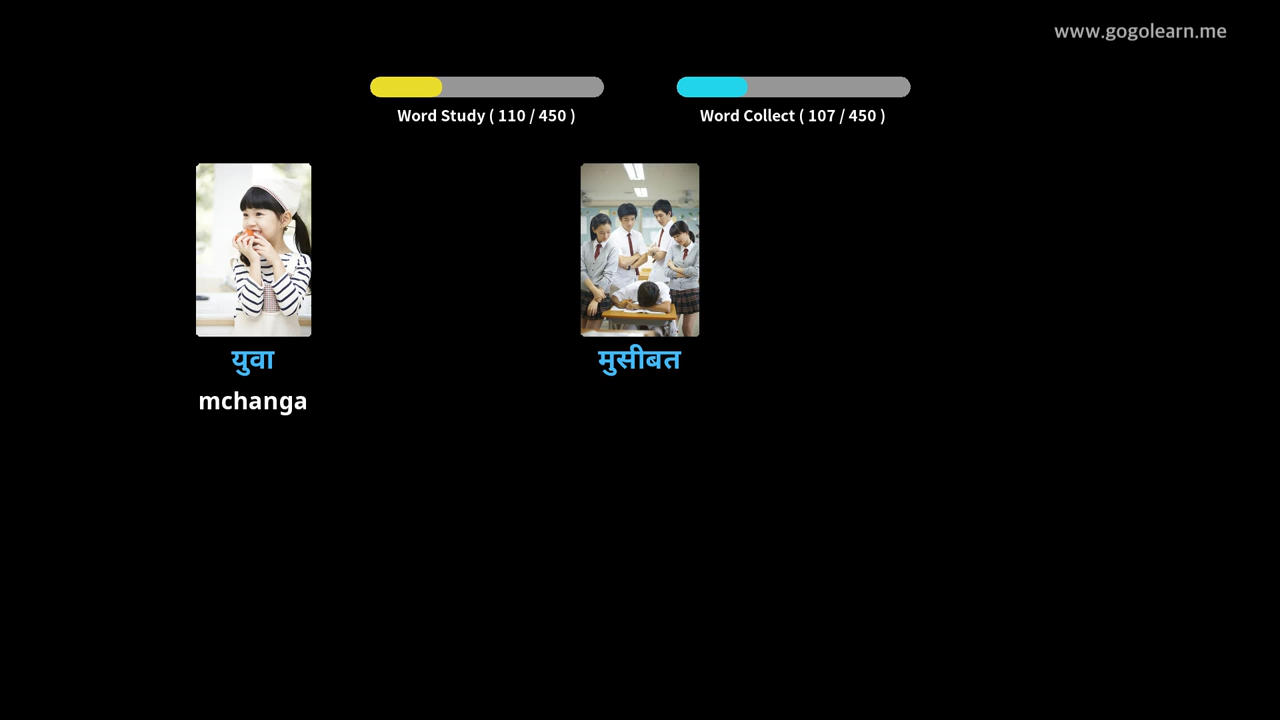 www.gogolearn.me
Word Study ( 110 / 450 )
Word Collect ( 107 / 450 )
युवा
मुसीबत
mchanga